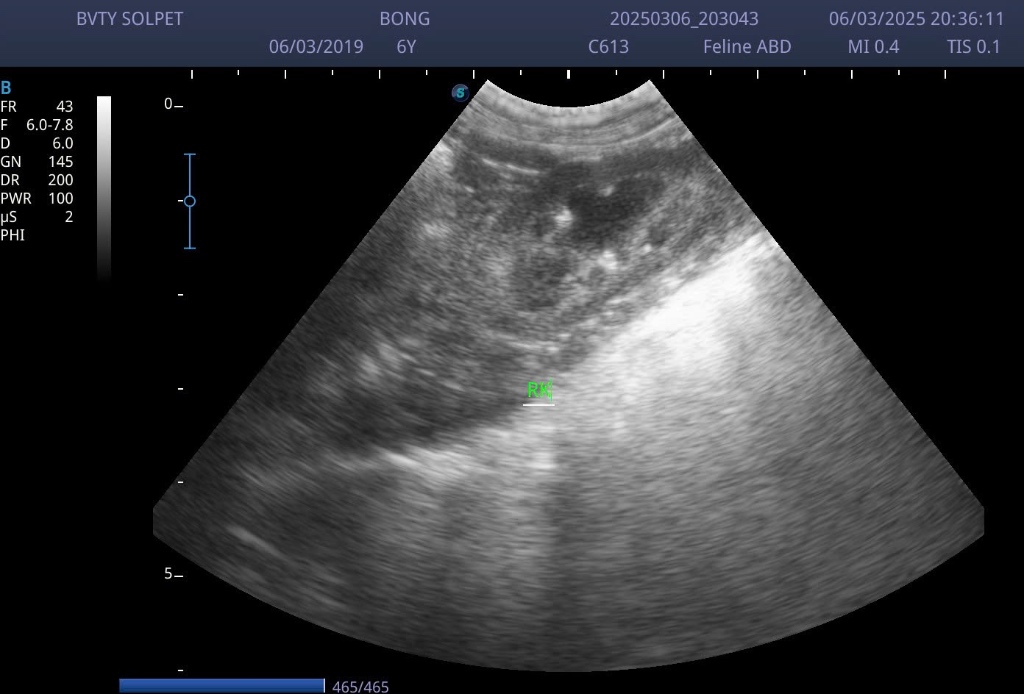 BVTY SOLPET BONG 20250306_203043 06/03/2025 20:36:11
06/03/2019 6Y C613 Feline ABD MI 0.4 TIS 0.1
B
FR 43
F 6.0-7.8
D 6.0
GN 145
DR 200
PWR 100
µS 2
PHI
S
0
5
465/465